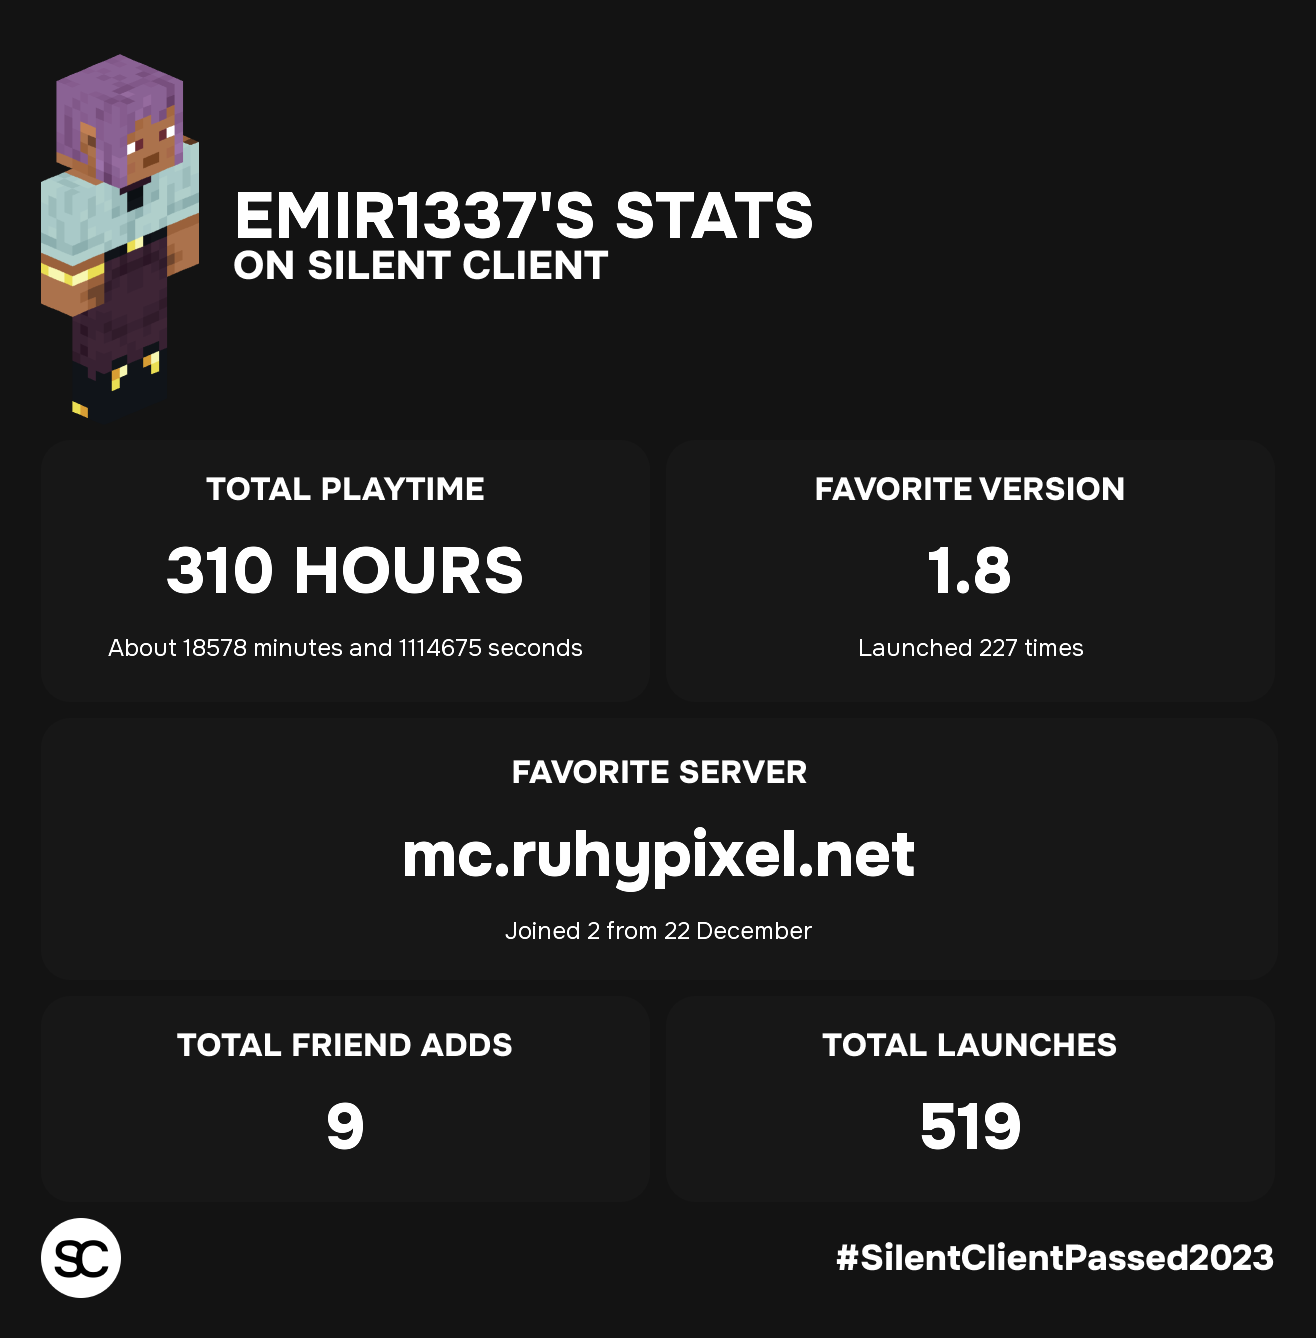 EMIR1337'S STATS
ON SILENT CLIENT
TOTAL PLAYTIME
310 HOURS
About 18578 minutes and 1114675 seconds
FAVORITE VERSION
1.8
Launched 227 times
FAVORITE SERVER
mc.ruhypixel.net
Joined 2 from 22 December
TOTAL FRIEND ADDS
9
TOTAL LAUNCHES
519
SC
#SilentClientPassed2023